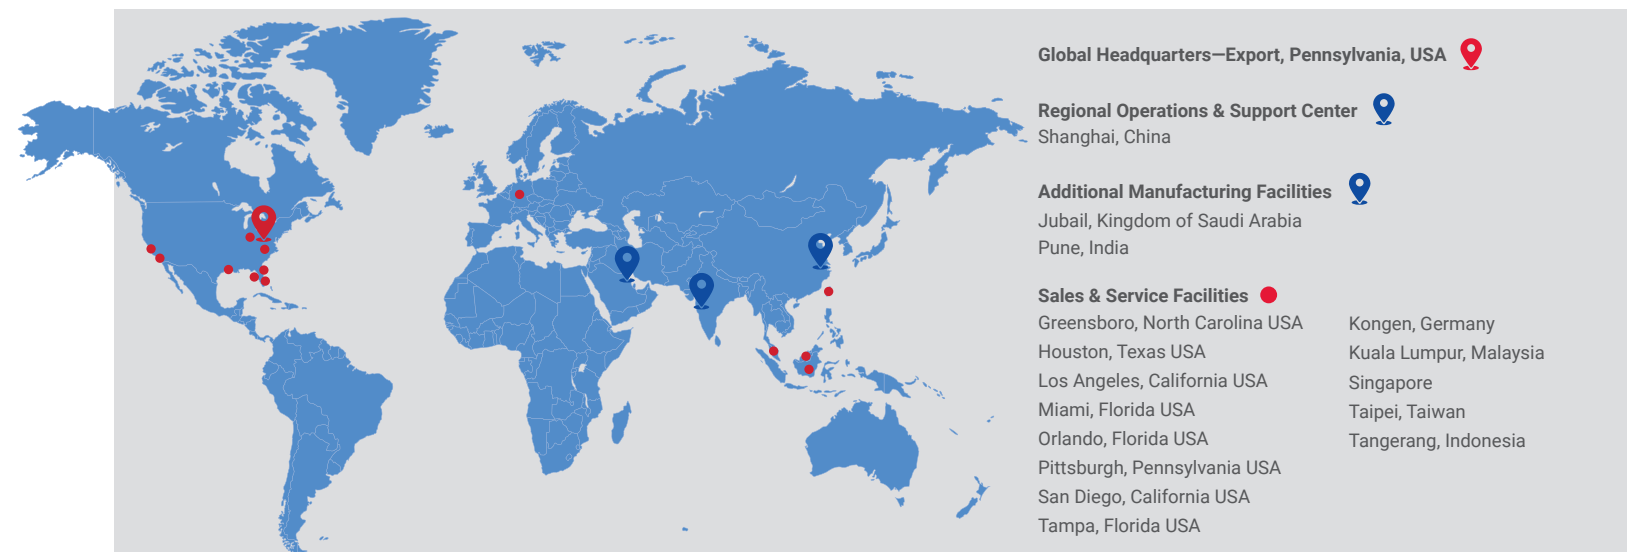 Global Headquarters—Export, Pennsylvania, USA
Regional Operations & Support Center
Shanghai, China
Additional Manufacturing Facilities
Jubail, Kingdom of Saudi Arabia
Pune, India
Sales & Service Facilities
Greensboro, North Carolina USA
Houston, Texas USA
Los Angeles, California USA
Miami, Florida USA
Orlando, Florida USA
Pittsburgh, Pennsylvania USA
San Diego, California USA
Tampa, Florida USA
Kongen, Germany
Kuala Lumpur, Malaysia
Singapore
Taipei, Taiwan
Tangerang, Indonesia